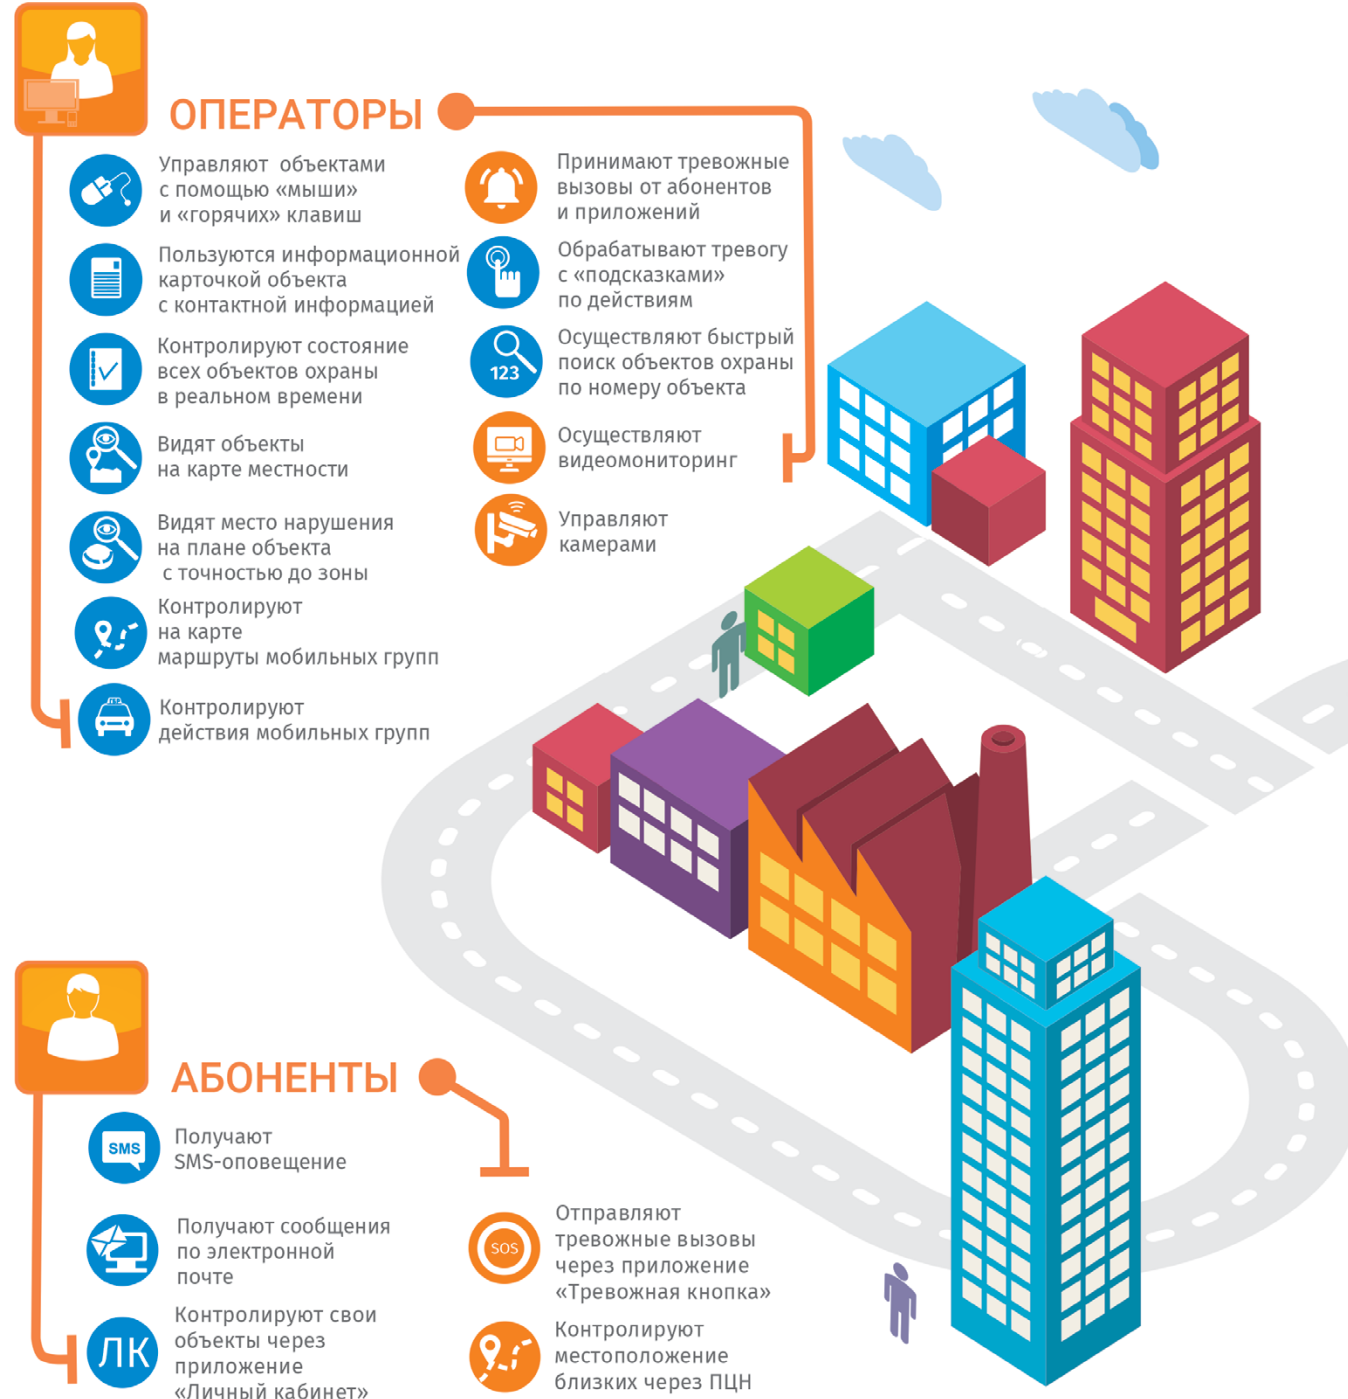 ОПЕРАТОРЫ
Управляют объектами
с помощью «мыши»
и «горячих» клавиш
Пользуются информационной
карточкой объекта
с контактной информацией
Контролируют состояние
всех объектов охраны
в реальном времени
Видят объекты
на карте местности
Видят место нарушения
на плане объекта
с точностью до зоны
Контролируют
на карте
маршруты мобильных групп
Контролируют
действия мобильных групп
Принимают тревожные
вызовы от абонентов
и приложений
Обрабатывают тревогу
с «подсказками»
по действиям
123
Осуществляют быстрый
поиск объектов охраны
по номеру объекта
Осуществляют
видеомониторинг
Управляют
камерами
АБОНЕНТЫ
SMS
Получают
SMS-оповещение
Получают сообщения
по электронной
почте
ЛК
Контролируют свои
объекты через
приложение
«Личный кабинет»
SOS
Отправляют
тревожные вызовы
через приложение
«Тревожная кнопка»
Контролируют
местоположение
близких через ПЦН